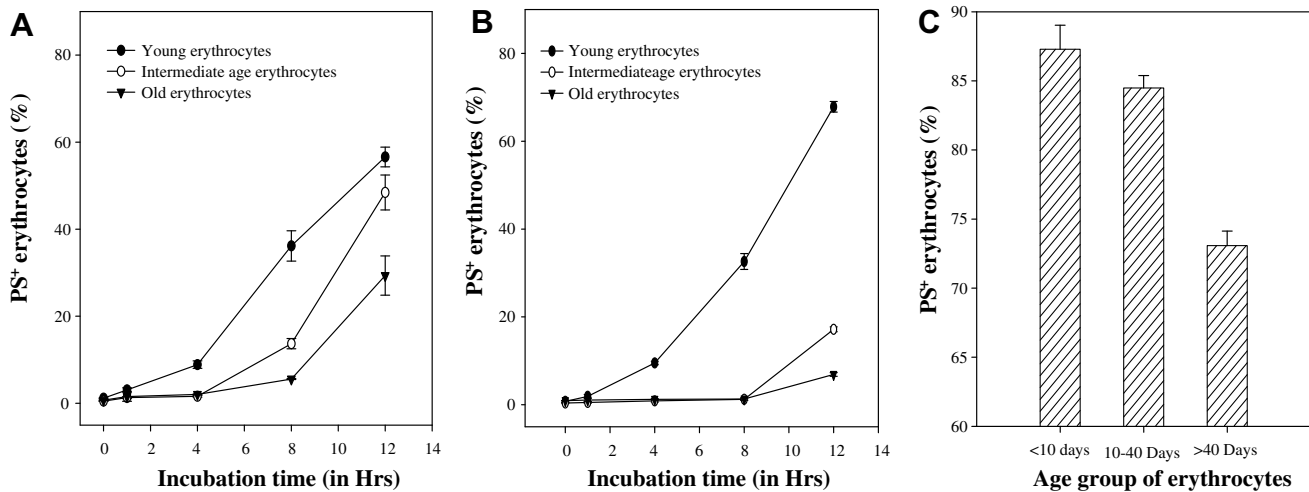 A
Young erythrocytes
Intermediate age erythrocytes
Old erythrocytes
PS+ erythrocytes (%)
80
60
40
20
0
0 2 4 6 8 10 12 14
Incubation time (in Hrs)
B
Young erythrocytes
Intermediateage erythrocytes
Old erythrocytes
PS+ erythrocytes (%)
80
60
40
20
0
0 2 4 6 8 10 12 14
Incubation time (in Hrs)
C
PS+ erythrocytes (%)
90
85
90
75
70
65
60
<10 days 10-40 Days >40 Days
Age group of erythrocytes